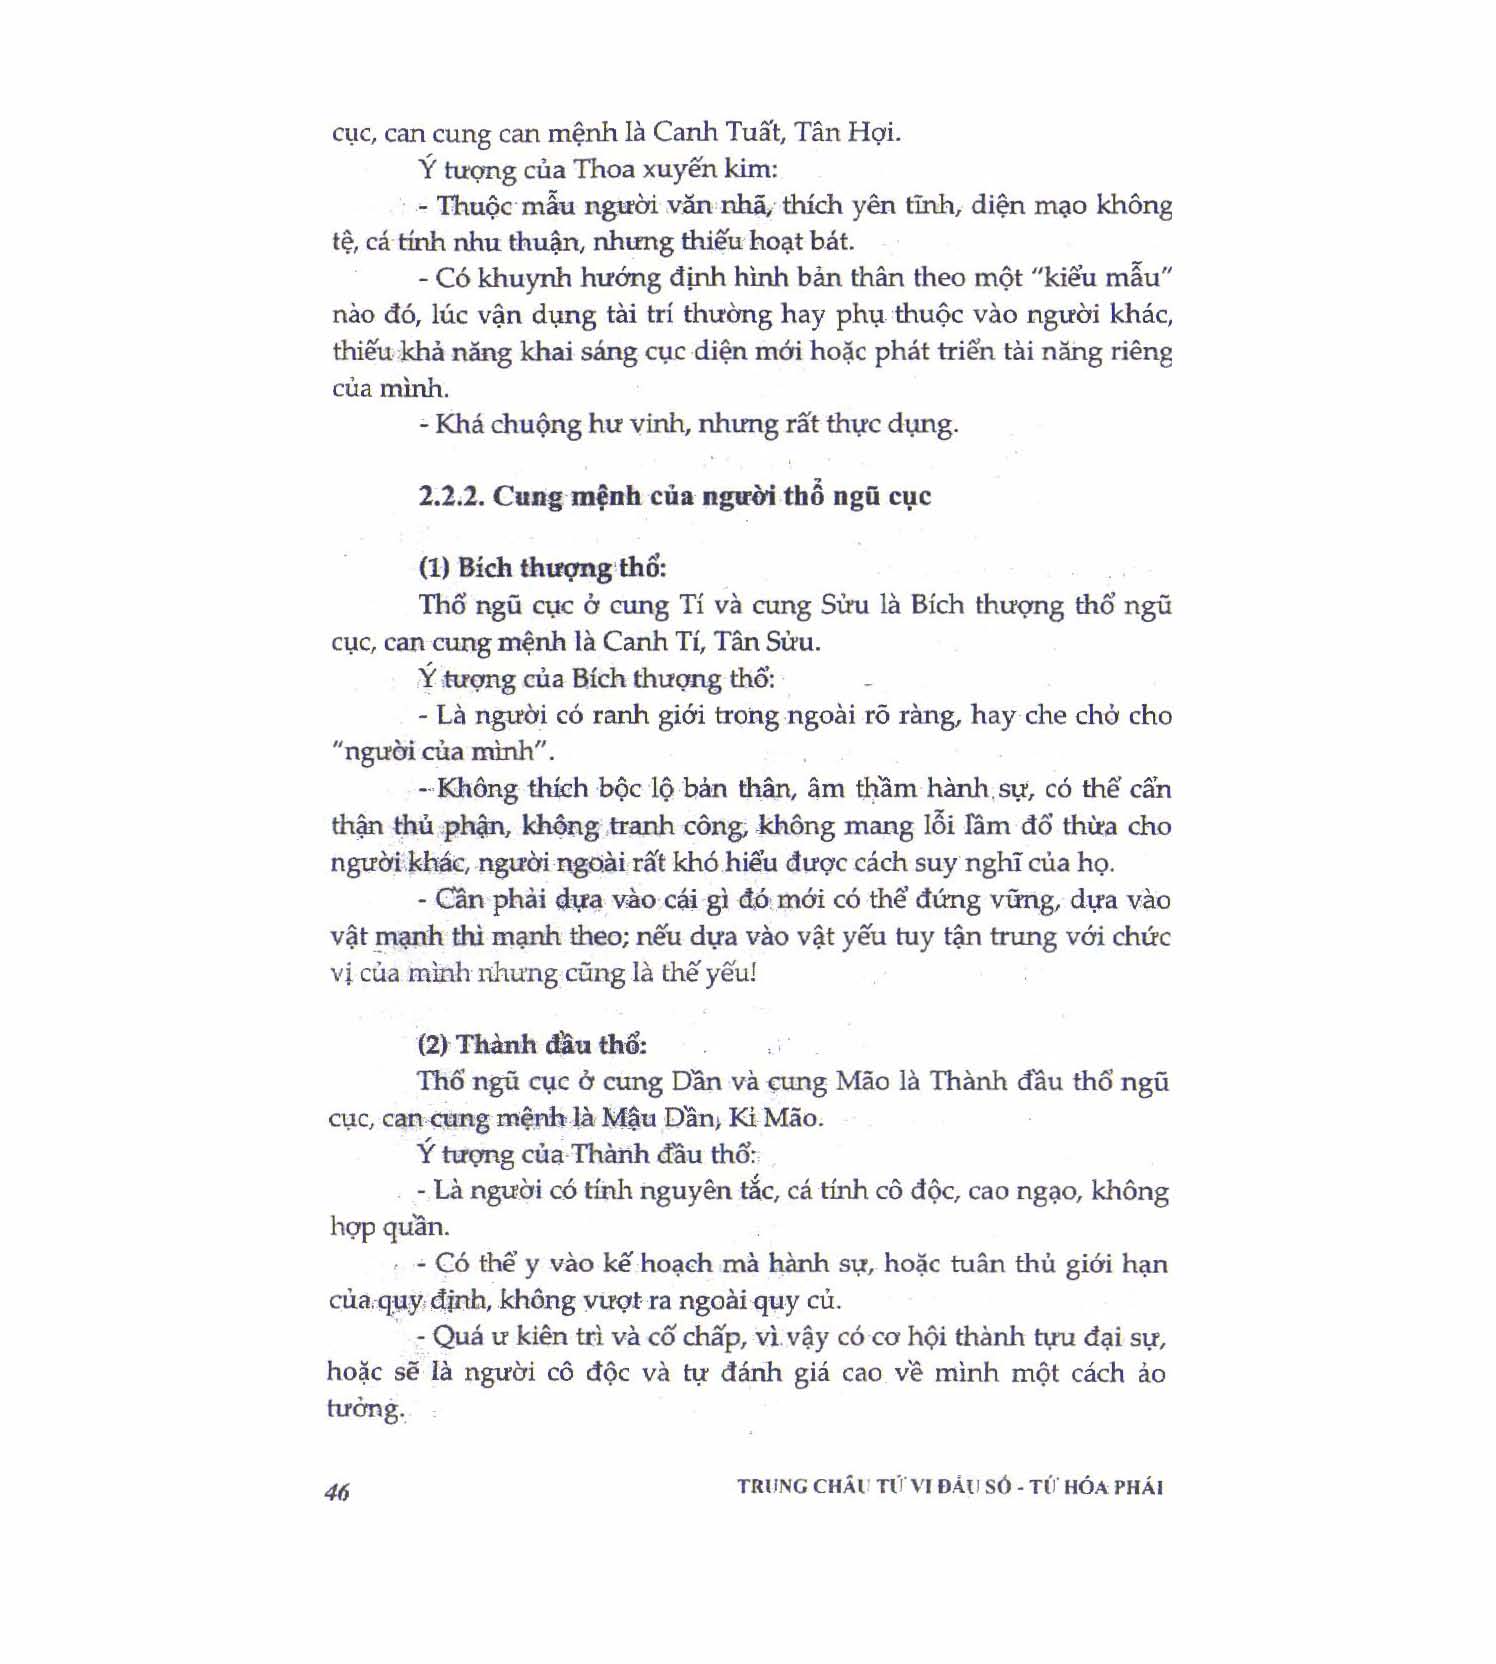 cục, can cung can mệnh là Canh Tuất, Tân Hợi.
Ý tượng của Thoa xuyến kim:
- Thuộc mẫu người văn nhã, thích yên tĩnh, diện mạo không
tệ, cá tính nhu thuận, nhưng thiếu hoạt bát.
- Có khuynh hướng định hình bản thân theo một "kiểu mẫu"
nào đó, lúc vận dụng tài trí thường hay phụ thuộc vào người khác,
thiếu khả năng khai sáng cục diện mới hoặc phát triển tài năng riêng
của mình.
- Khá chuộng hư vinh, nhưng rất thực dụng.
2.2.2. Cung mệnh của người thổ ngũ cục
(1) Bích thượng thổ:
Thổ ngũ cục ở cung Tí và cung Sửu là Bích thượng thổ ngũ
cục, can cung mệnh là Canh Tí, Tân Sửu.
Ý tượng của Bích thượng thổ:
- Là người có ranh giới trong ngoài rõ ràng, hay che chở cho
"người của mình".
- Không thích bộc lộ bản thân, âm thầm hành sự, có thể cẩn
thận thủ phận, không tranh công, không mang lỗi lầm đổ thừa cho
người khác, người ngoài rất khó hiểu được cách suy nghĩ của họ.
- Cần phải dựa vào cái gì đó mới có thể đứng vững, dựa vào
vật mạnh thì mạnh theo; nếu dựa vào vật yếu tuy tận trung với chức
vị của mình nhưng cũng là thế yếu!
(2) Thành đầu thổ:
Thổ ngũ cục ở cung Dần và cung Mão là Thành đầu thổ ngũ
cục, can cung mệnh là Mậu Dần, Kỉ Mão.
Ý tượng của Thành đầu thổ:
- Là người có tính nguyên tắc, cá tính cô độc, cao ngạo, không
hợp quần.
- Có thể y vào kế hoạch mà hành sự, hoặc tuân thủ giới hạn
của quy định, không vượt ra ngoài quy củ.
- Quá ư kiên trì và cố chấp, vì vậy có cơ hội thành tựu đại sự,
hoặc sẽ là người cô độc và tự đánh giá cao về mình một cách ảo
tưởng.
46
TRUNG CHÂU TỬ VI ĐẨU SỐ - TỨ HÓA PHÁI